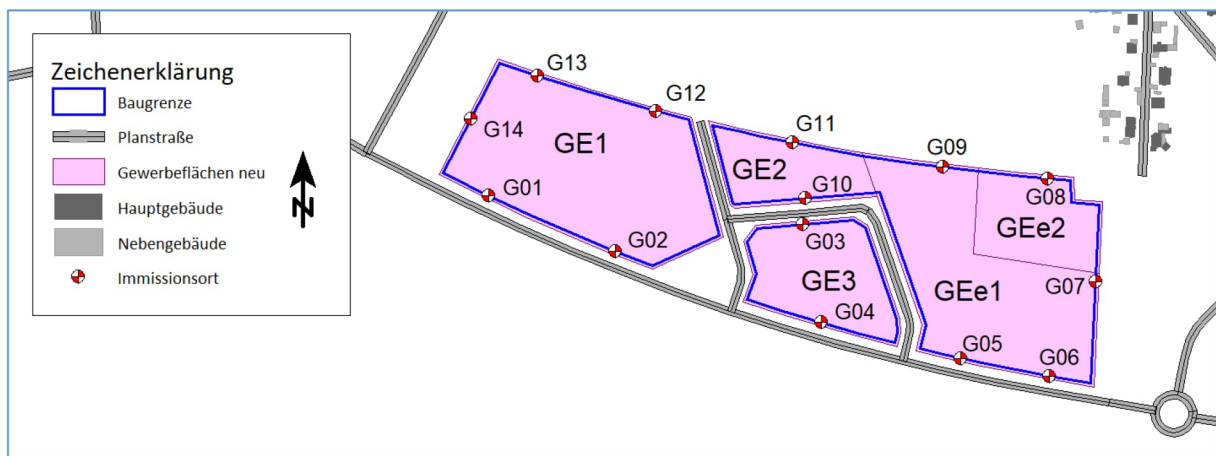 Zeichenerklärung
Baugrenze
Planstraße
Gewerbeflächen neu
Hauptgebäude
Nebengebäude
Immissionsort
N
G13
G12
G14
GE1
G01
G02
G11
G09
GE2
G10
G08
GEe2
G03
G07
GE3
GEe1
G04
G05
G06